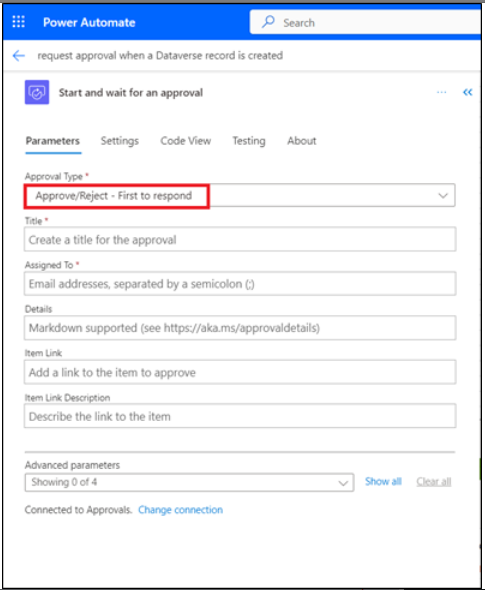 Power Automate
Search
request approval when a Dataverse record is created
Start and wait for an approval
Parameters Settings Code View Testing About
Approval Type *
Approve/Reject - First to respond
Title *
Create a title for the approval
Assigned To *
Email addresses, separated by a semicolon (;)
Details
Markdown supported (see https://aka.ms/approvaldetails)
Item Link
Add a link to the item to approve
Item Link Description
Describe the link to the item
Advanced parameters
Showing 0 of 4 Show all Clear all
Connected to Approvals. Change connection